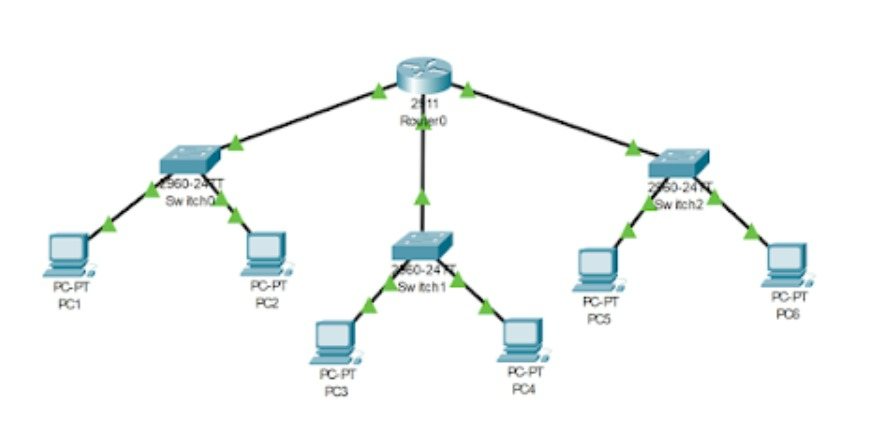 2911
Router0
2960-24TT
Switch0
2960-24TT
Switch2
2960-24TT
Switch1
PC-PT
PC1
PC-PT
PC2
PC-PT
PC5
PC-PT
PC6
PC-PT
PC3
PC-PT
PC4